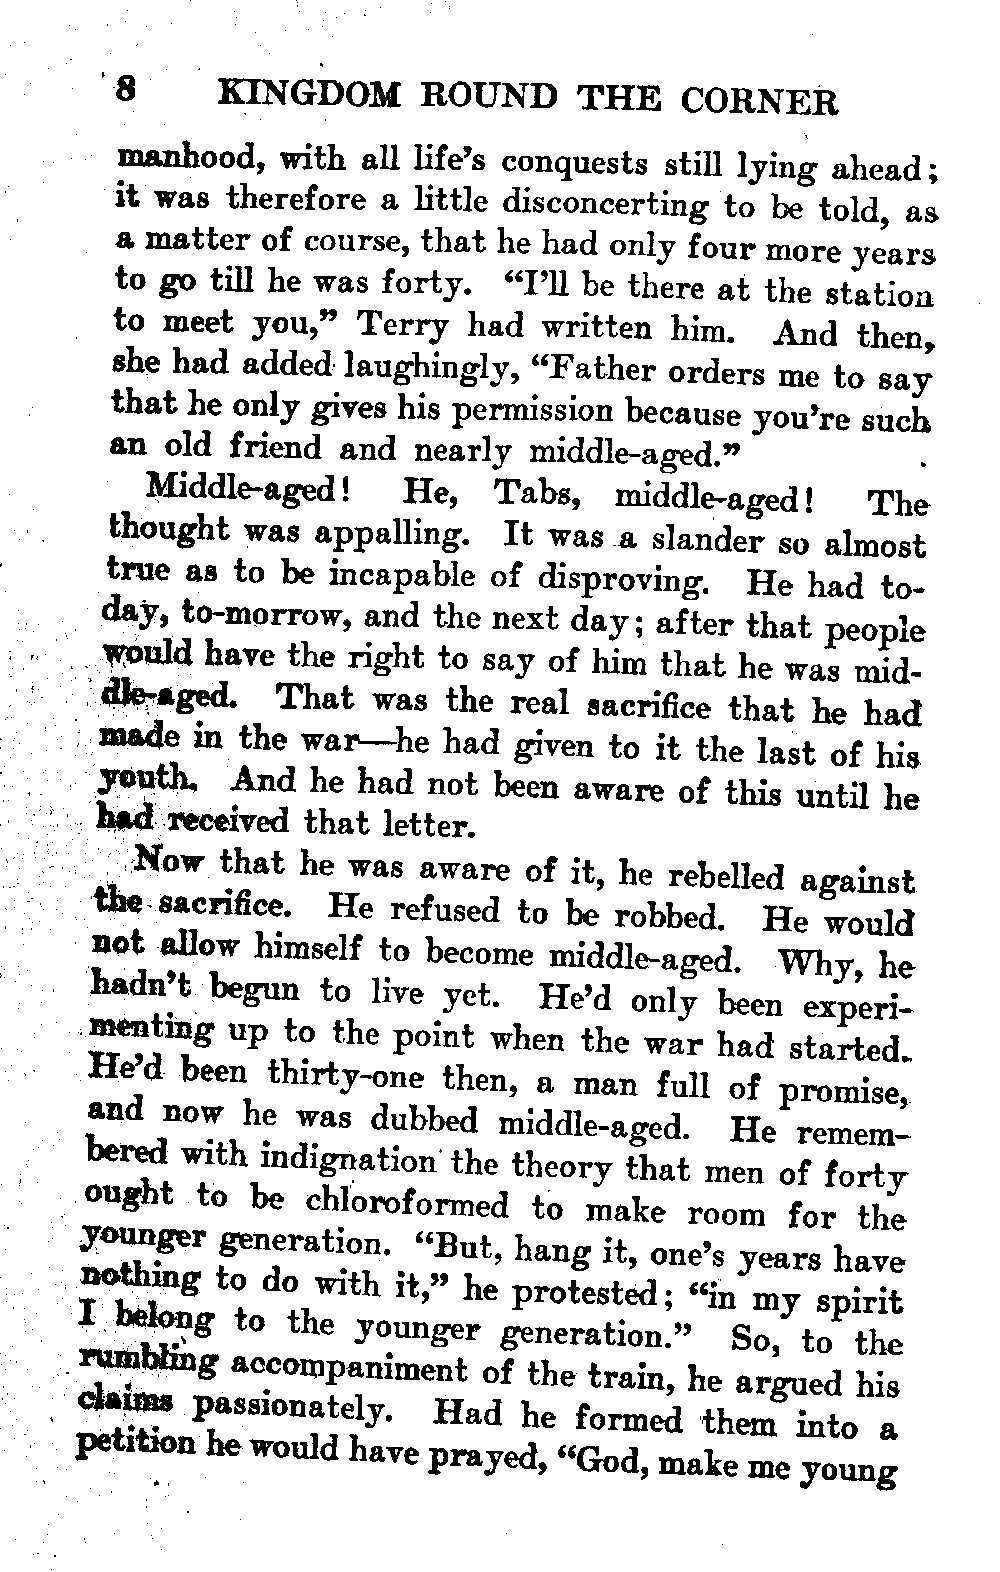 8 KINGDOM ROUND THE CORNER
manhood, with all life's conquests still lying ahead;
it was therefore a little disconcerting to be told, as
a matter of course, that he had only four more years
to go till he was forty. "I'll be there at the station
to meet you," Terry had written him. And then,
she had added laughingly, "Father orders me to say
that he only gives his permission because you're such
an old friend and nearly middle-aged."
Middle-aged! He, Tabs, middle-aged! The
thought was appalling. It was a slander so almost
true as to be incapable of disproving. He had to-
day, to-morrow, and the next day; after that people
would have the right to say of him that he was mid-
dle-aged. That was the real sacrifice that he had
made in the war—he had given to it the last of his
youth. And he had not been aware of this until he
had received that letter.
Now that he was aware of it, he rebelled against
the sacrifice. He refused to be robbed. He would
not allow himself to become middle-aged. Why, he
hadn't begun to live yet. He'd only been experi-
menting up to the point when the war had started.
He'd been thirty-one then, a man full of promise,
and now he was dubbed middle-aged. He remem-
bered with indignation the theory that men of forty
ought to be chloroformed to make room for the
younger generation. "But, hang it, one's years have
nothing to do with it," he protested; "in my spirit
I belong to the younger generation." So, to the
rumbling accompaniment of the train, he argued his
claims passionately. Had he formed them into a
petition he would have prayed, "God, make me young